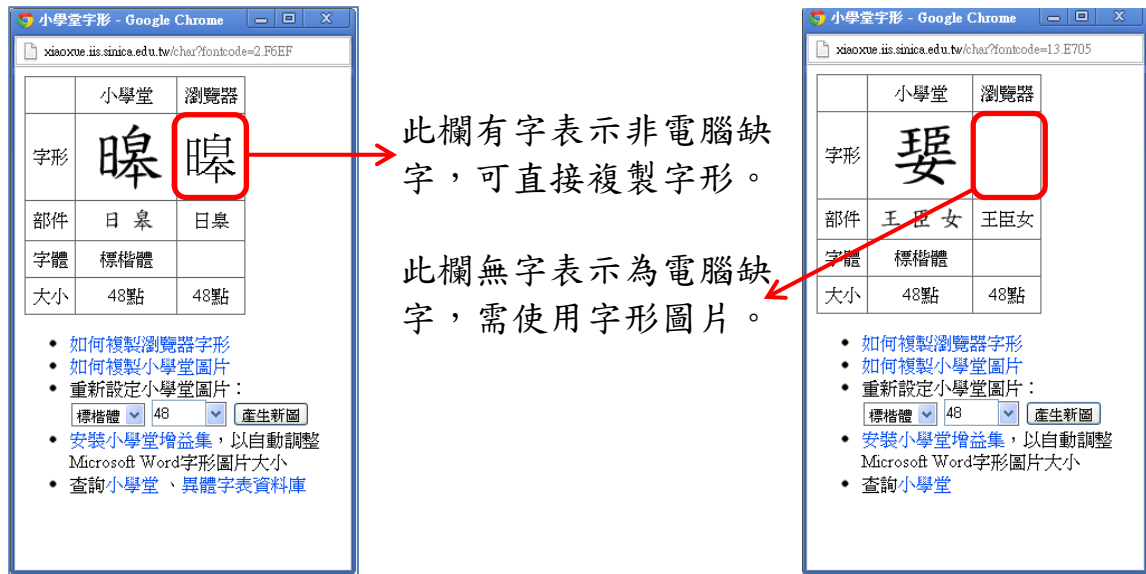 小學堂字形 - Google Chrome
xiaoxue.iis.sinica.edu.tw/char?fontcode=2.F6EF
小學堂 瀏覽器
字形 暤 暤
部件 日 皋 日皋
字體 標楷體
大小 48點 48點
• 如何複製瀏覽器字形
• 如何複製小學堂圖片
• 重新設定小學堂圖片：
標楷體 48 產生新圖
• 安裝小學堂增益集，以自動調整
Microsoft Word字形圖片大小
• 查詢小學堂 、異體字表資料庫
此欄有字表示非電腦缺
字，可直接複製字形。
此欄無字表示為電腦缺
字，需使用字形圖片。
小學堂字形 - Google Chrome
xiaoxue.iis.sinica.edu.tw/char?fontcode=13.E705
小學堂 瀏覽器
字形
部件 王 臣 女 王臣女
字體 標楷體
大小 48點 48點
• 如何複製瀏覽器字形
• 如何複製小學堂圖片
• 重新設定小學堂圖片：
標楷體 48 產生新圖
• 安裝小學堂增益集，以自動調整
Microsoft Word字形圖片大小
• 查詢小學堂